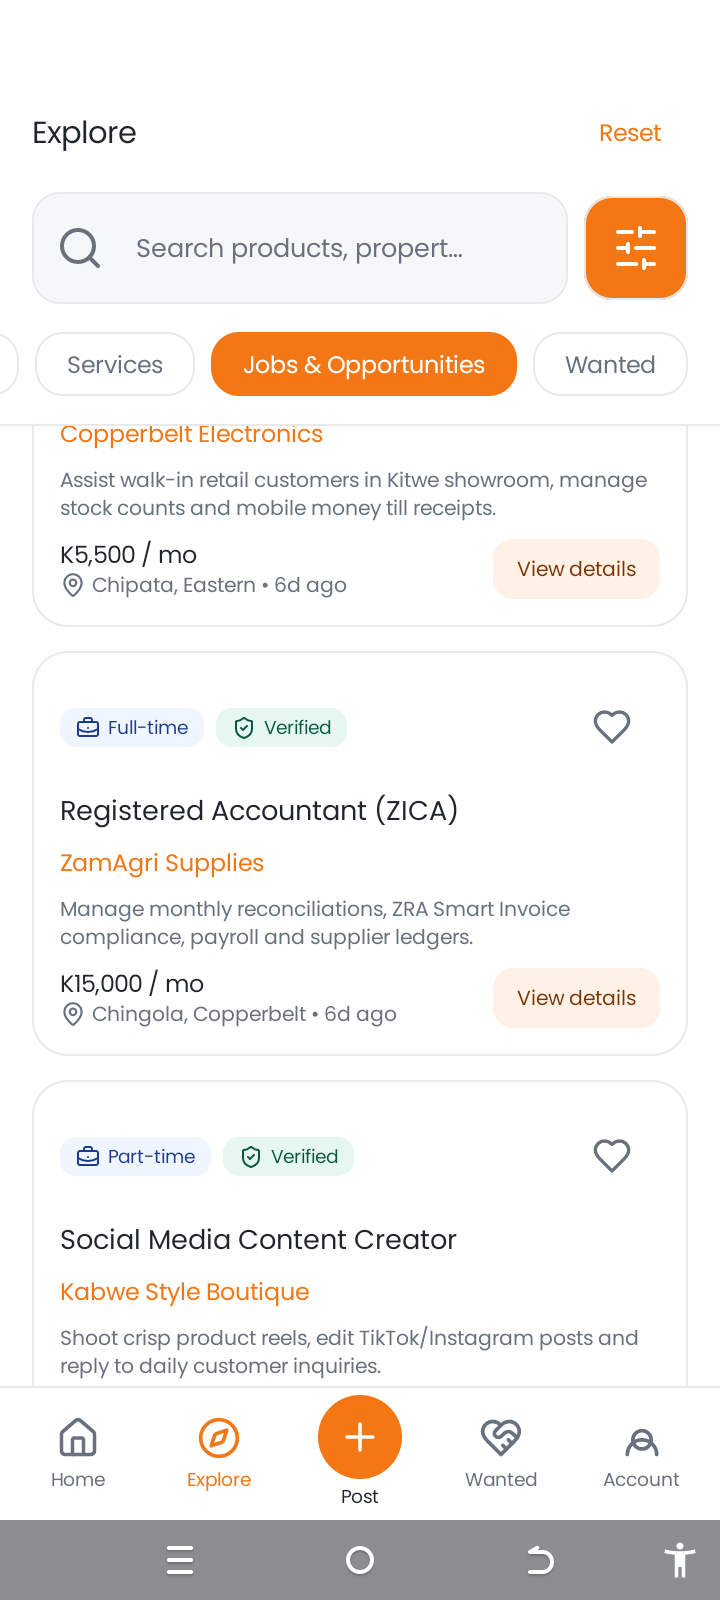 Explore
Reset
Search products, propert...
Services
Jobs & Opportunities
Wanted
Copperbelt Electronics
Assist walk-in retail customers in Kitwe showroom, manage
stock counts and mobile money till receipts.
K5,500 / mo
Chipata, Eastern • 6d ago
View details
Full-time
Verified
Registered Accountant (ZICA)
ZamAgri Supplies
Manage monthly reconciliations, ZRA Smart Invoice
compliance, payroll and supplier ledgers.
K15,000 / mo
Chingola, Copperbelt • 6d ago
View details
Part-time
Verified
Social Media Content Creator
Kabwe Style Boutique
Shoot crisp product reels, edit TikTok/Instagram posts and
reply to daily customer inquiries.
Home
Explore
Post
Wanted
Account